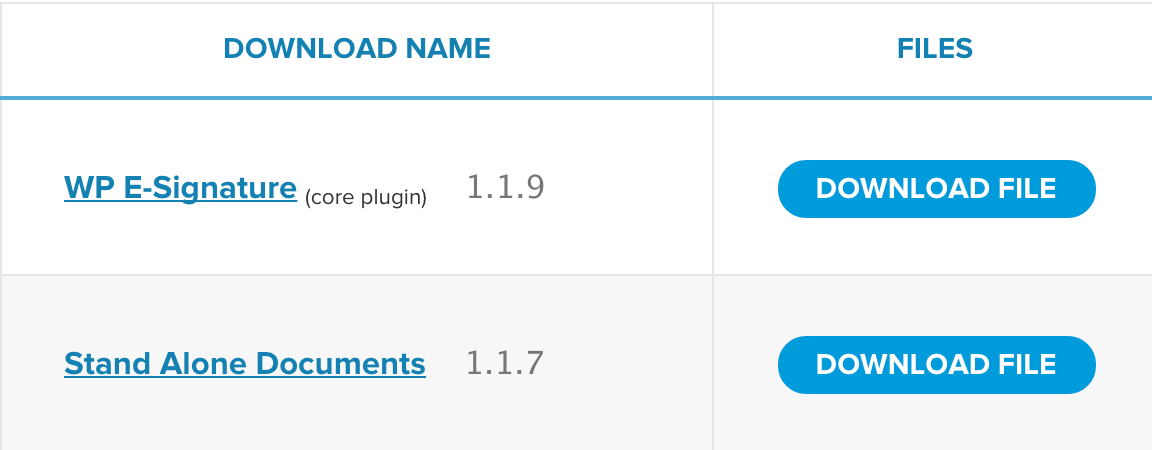 DOWNLOAD NAME FILES
WP E-Signature (core plugin) 1.1.9 DOWNLOAD FILE
Stand Alone Documents 1.1.7 DOWNLOAD FILE